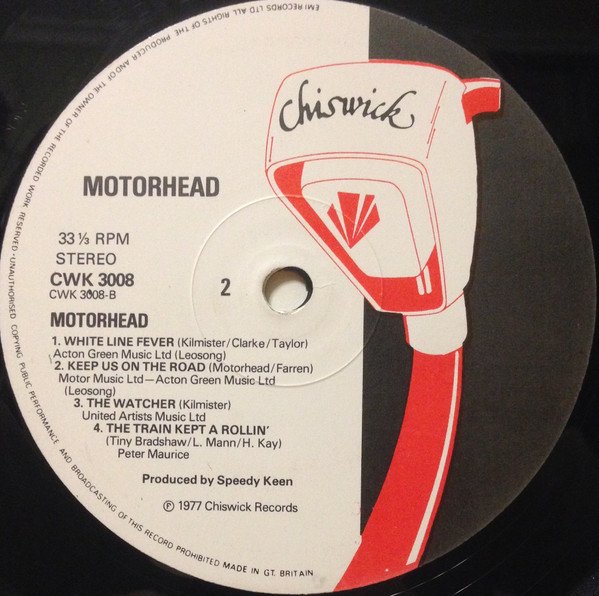 EMI RECORDS LTD ALL RIGHTS OF THE PRODUCER AND OF THE OWNER OF THE RECORDED WORK RESERVED · UNAUTHORISED COPYING PUBLIC PERFORMANCE AND BROADCASTING OF THIS RECORD PROHIBITED MADE IN GT. BRITAIN
Chiswick
MOTORHEAD
33 ⅓ RPM
STEREO
CWK 3008
CWK 3008-B
2
MOTORHEAD
1. WHITE LINE FEVER (Kilmister/Clarke/Taylor)
Acton Green Music Ltd (Leosong)
2. KEEP US ON THE ROAD (Motorhead/Farren)
Motor Music Ltd—Acton Green Music Ltd
(Leosong)
3. THE WATCHER (Kilmister)
United Artists Music Ltd
4. THE TRAIN KEPT A ROLLIN'
(Tiny Bradshaw/L. Mann/H. Kay)
Peter Maurice
Produced by Speedy Keen
℗ 1977 Chiswick Records